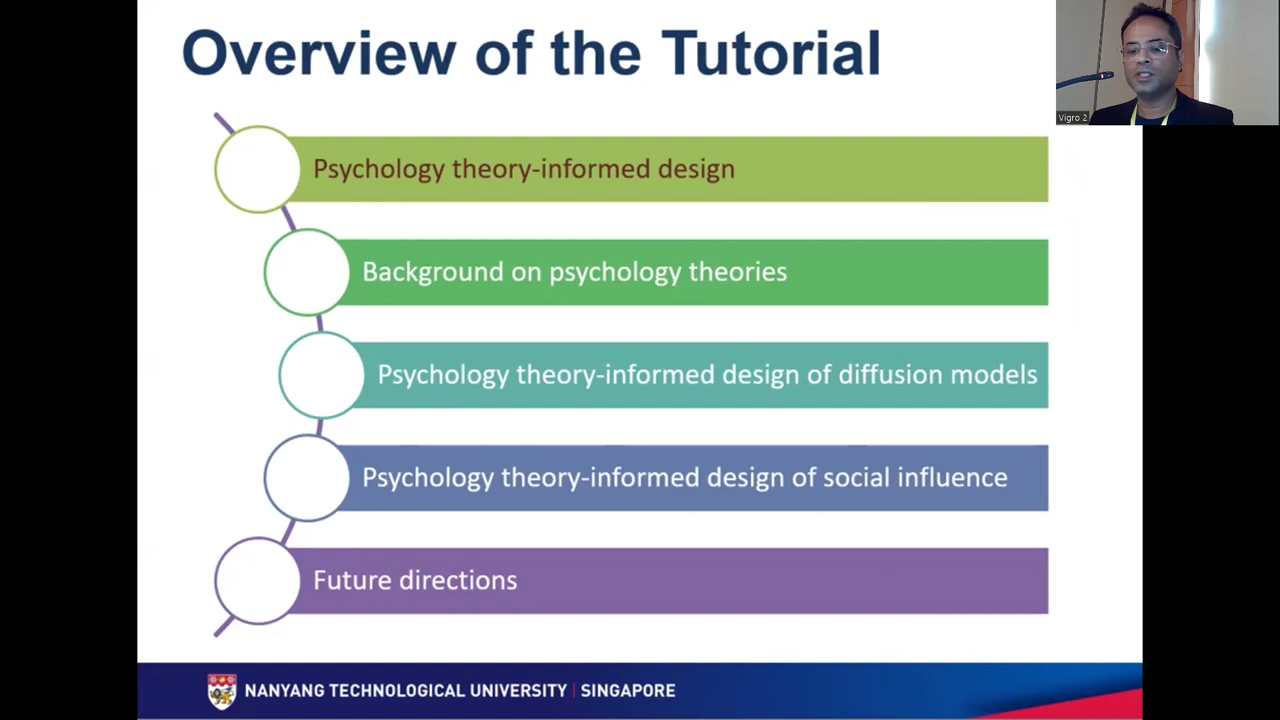 Overview of the Tutorial
Vigro 2
Psychology theory-informed design
Background on psychology theories
Psychology theory-informed design of diffusion models
Psychology theory-informed design of social influence
Future directions
NANYANG TECHNOLOGICAL UNIVERSITY | SINGAPORE